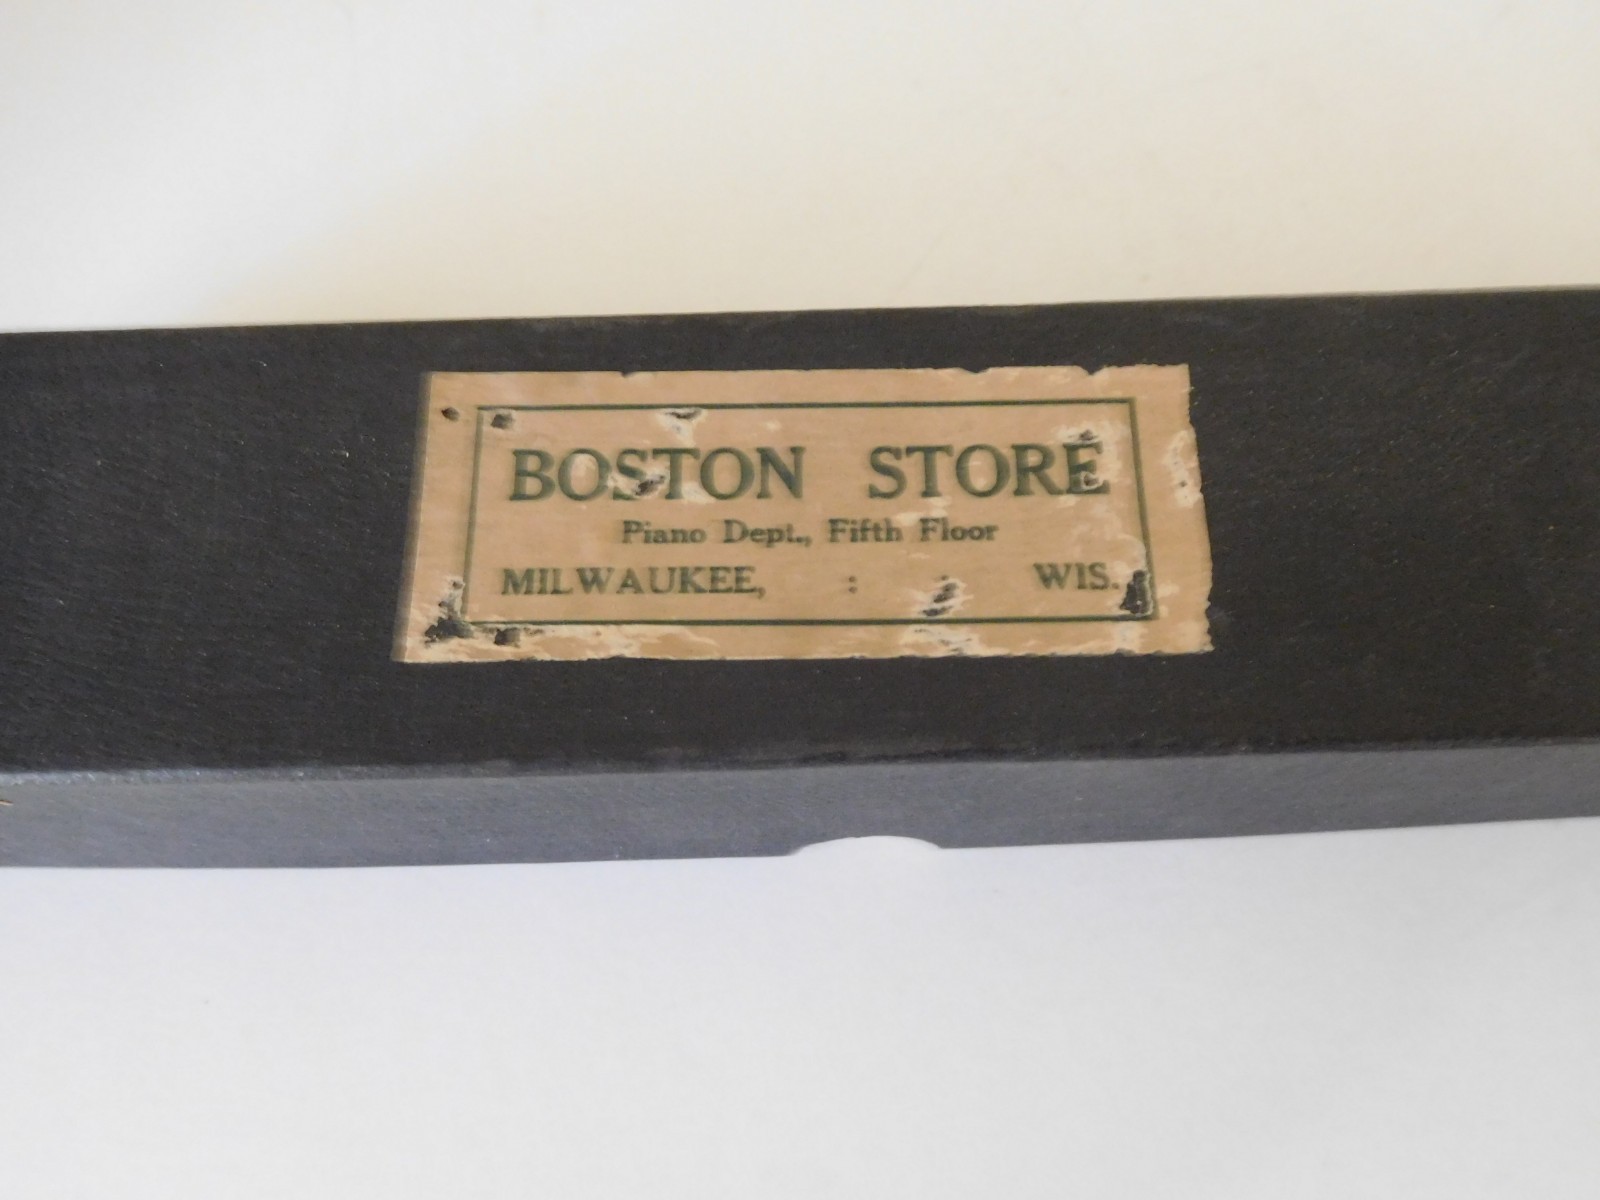 BOSTON STORE
Piano Dept., Fifth Floor
MILWAUKEE, : : WIS.